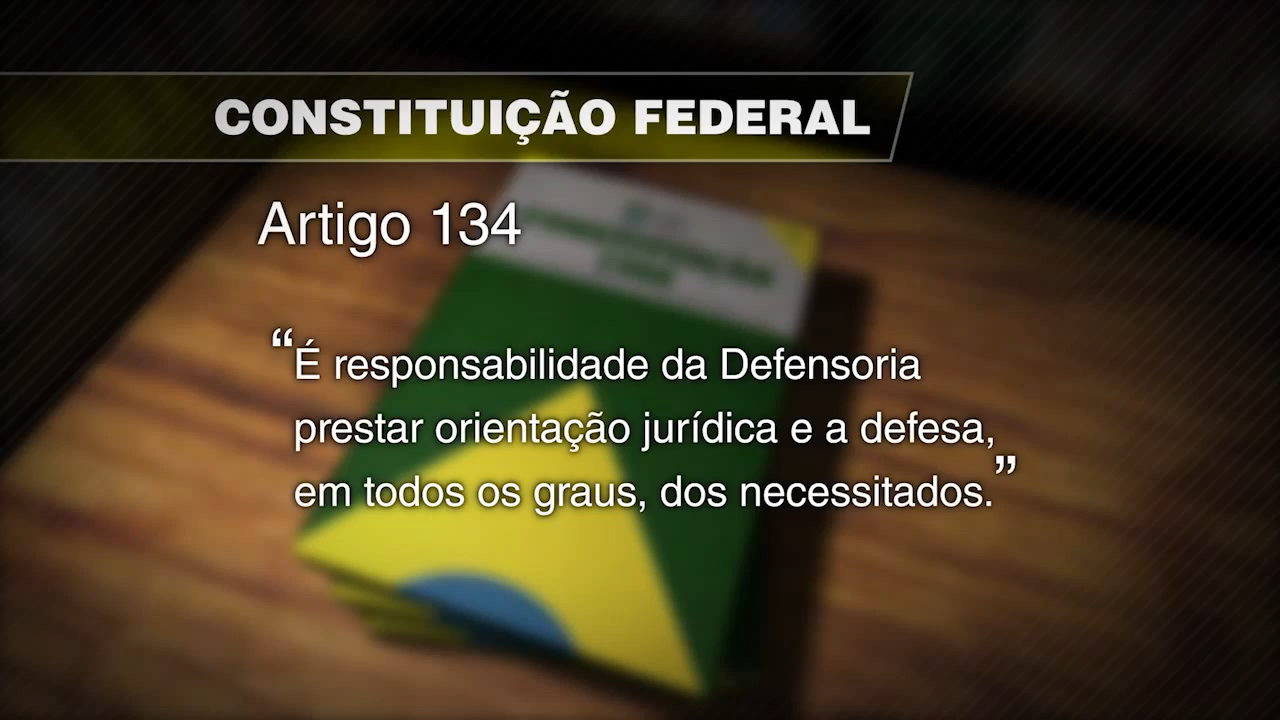 CONSTITUIÇÃO FEDERAL
Artigo 134
“É responsabilidade da Defensoria
prestar orientação jurídica e a defesa,
em todos os graus, dos necessitados.”